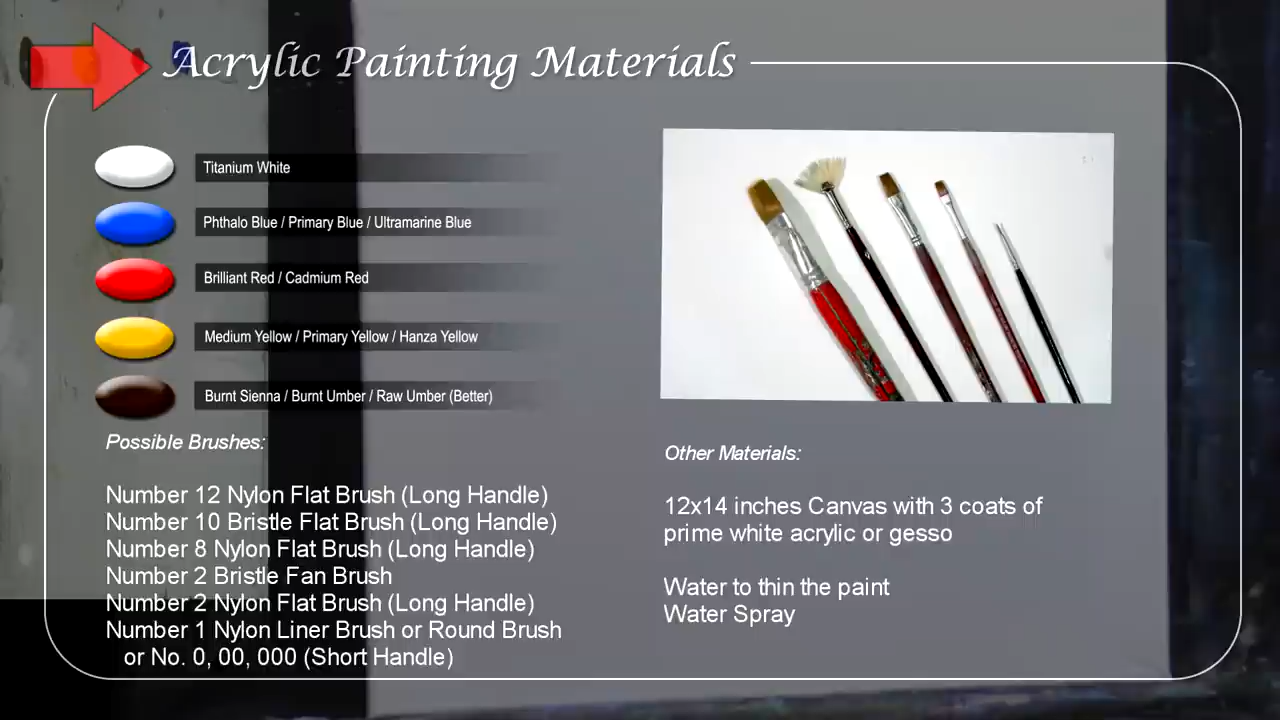 Acrylic Painting Materials
Titanium White
Phthalo Blue / Primary Blue / Ultramarine Blue
Brilliant Red / Cadmium Red
Medium Yellow / Primary Yellow / Hanza Yellow
Burnt Sienna / Burnt Umber / Raw Umber (Better)
Possible Brushes:
Number 12 Nylon Flat Brush (Long Handle)
Number 10 Bristle Flat Brush (Long Handle)
Number 8 Nylon Flat Brush (Long Handle)
Number 2 Bristle Fan Brush
Number 2 Nylon Flat Brush (Long Handle)
Number 1 Nylon Liner Brush or Round Brush
or No. 0, 00, 000 (Short Handle)
Other Materials:
12x14 inches Canvas with 3 coats of
prime white acrylic or gesso
Water to thin the paint
Water Spray